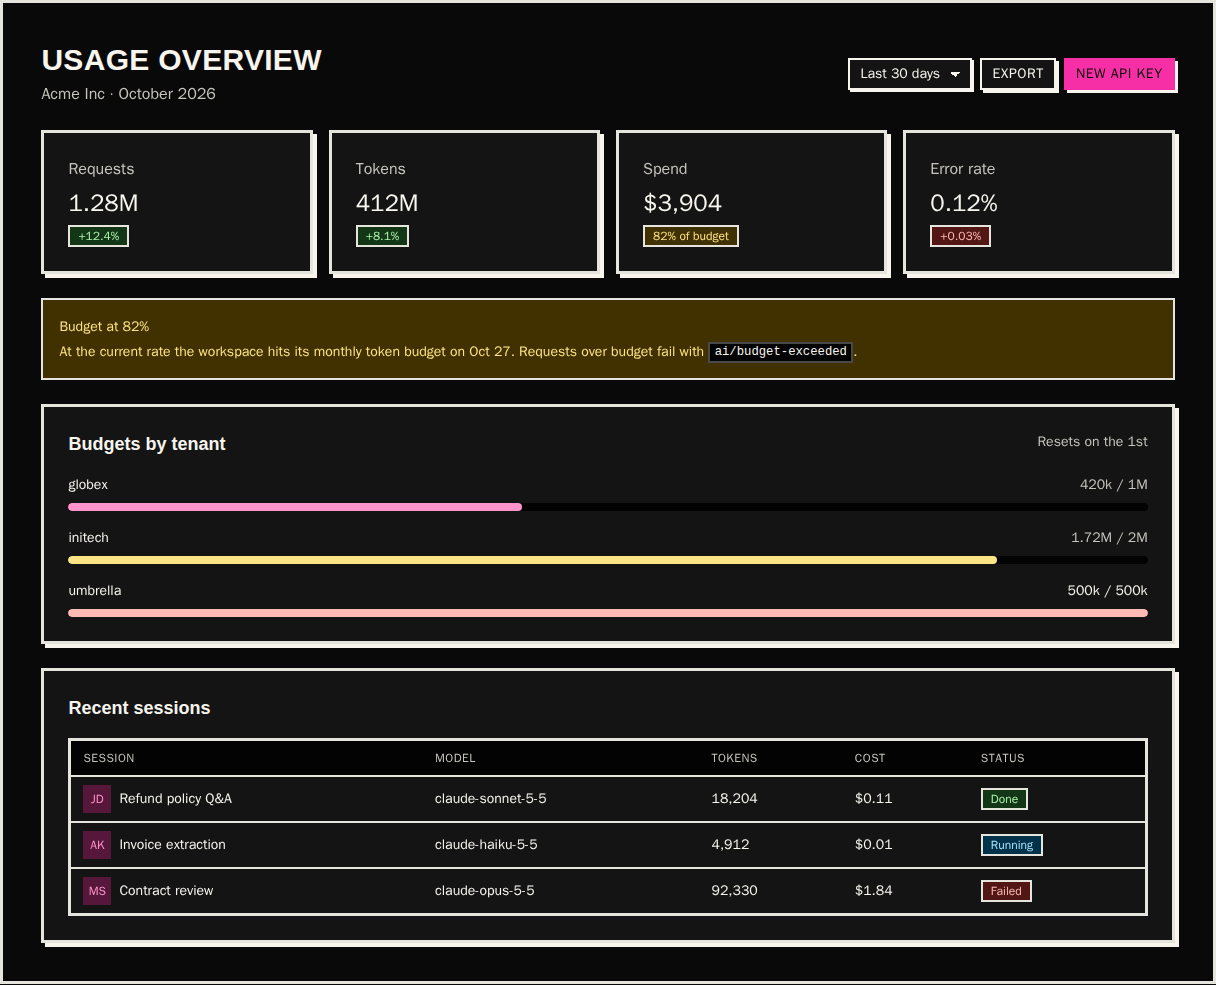 USAGE OVERVIEW
Acme Inc · October 2026
Last 30 days
EXPORT
NEW API KEY
Requests
1.28M
+12.4%
Tokens
412M
+8.1%
Spend
$3,904
82% of budget
Error rate
0.12%
+0.03%
Budget at 82%
At the current rate the workspace hits its monthly token budget on Oct 27. Requests over budget fail with ai/budget-exceeded.
Budgets by tenant
Resets on the 1st
globex 420k / 1M
initech 1.72M / 2M
umbrella 500k / 500k
Recent sessions
SESSION MODEL TOKENS COST STATUS
JD Refund policy Q&A claude-sonnet-5-5 18,204 $0.11 Done
AK Invoice extraction claude-haiku-5-5 4,912 $0.01 Running
MS Contract review claude-opus-5-5 92,330 $1.84 Failed